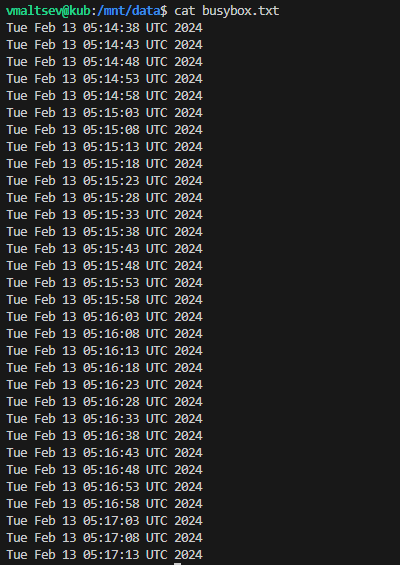 vmaltsev@kub:/mnt/data$ cat busybox.txt
Tue Feb 13 05:14:38 UTC 2024
Tue Feb 13 05:14:43 UTC 2024
Tue Feb 13 05:14:48 UTC 2024
Tue Feb 13 05:14:53 UTC 2024
Tue Feb 13 05:14:58 UTC 2024
Tue Feb 13 05:15:03 UTC 2024
Tue Feb 13 05:15:08 UTC 2024
Tue Feb 13 05:15:13 UTC 2024
Tue Feb 13 05:15:18 UTC 2024
Tue Feb 13 05:15:23 UTC 2024
Tue Feb 13 05:15:28 UTC 2024
Tue Feb 13 05:15:33 UTC 2024
Tue Feb 13 05:15:38 UTC 2024
Tue Feb 13 05:15:43 UTC 2024
Tue Feb 13 05:15:48 UTC 2024
Tue Feb 13 05:15:53 UTC 2024
Tue Feb 13 05:15:58 UTC 2024
Tue Feb 13 05:16:03 UTC 2024
Tue Feb 13 05:16:08 UTC 2024
Tue Feb 13 05:16:13 UTC 2024
Tue Feb 13 05:16:18 UTC 2024
Tue Feb 13 05:16:23 UTC 2024
Tue Feb 13 05:16:28 UTC 2024
Tue Feb 13 05:16:33 UTC 2024
Tue Feb 13 05:16:38 UTC 2024
Tue Feb 13 05:16:43 UTC 2024
Tue Feb 13 05:16:48 UTC 2024
Tue Feb 13 05:16:53 UTC 2024
Tue Feb 13 05:16:58 UTC 2024
Tue Feb 13 05:17:03 UTC 2024
Tue Feb 13 05:17:08 UTC 2024
Tue Feb 13 05:17:13 UTC 2024